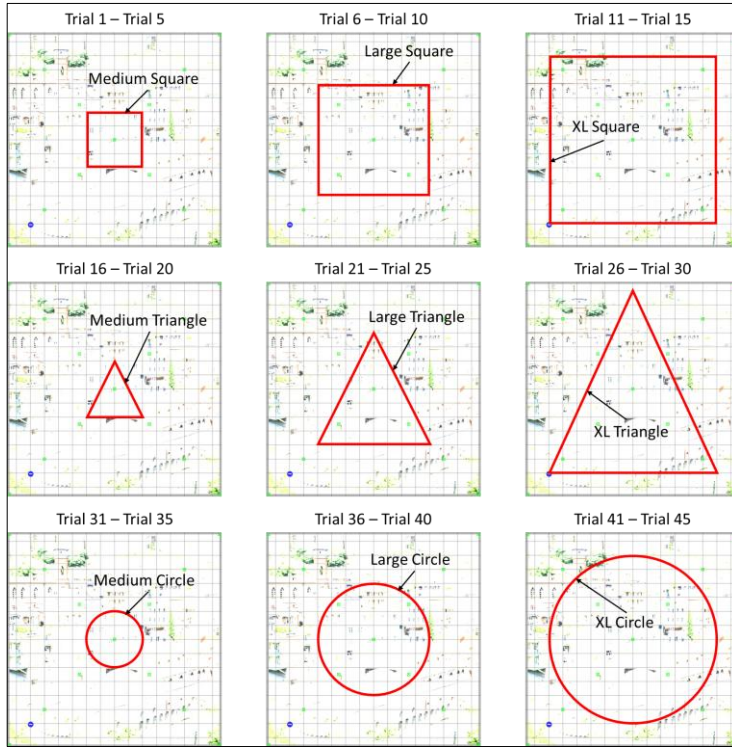 Trial 1 – Trial 5
Trial 6 – Trial 10
Trial 11 – Trial 15
Medium Square
Large Square
XL Square
Trial 16 – Trial 20
Trial 21 – Trial 25
Trial 26 – Trial 30
Medium Triangle
Large Triangle
XL Triangle
Trial 31 – Trial 35
Trial 36 – Trial 40
Trial 41 – Trial 45
Medium Circle
Large Circle
XL Circle